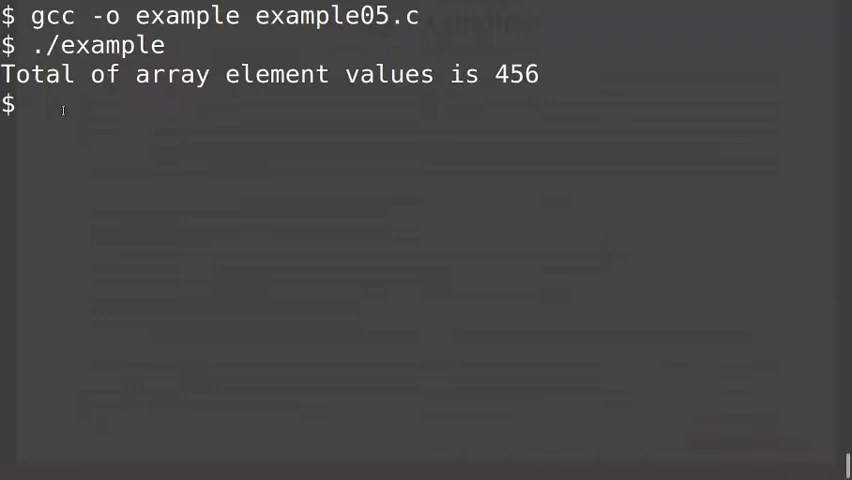 $ gcc -o example example05.c
$ ./example
Total of array element values is 456
$